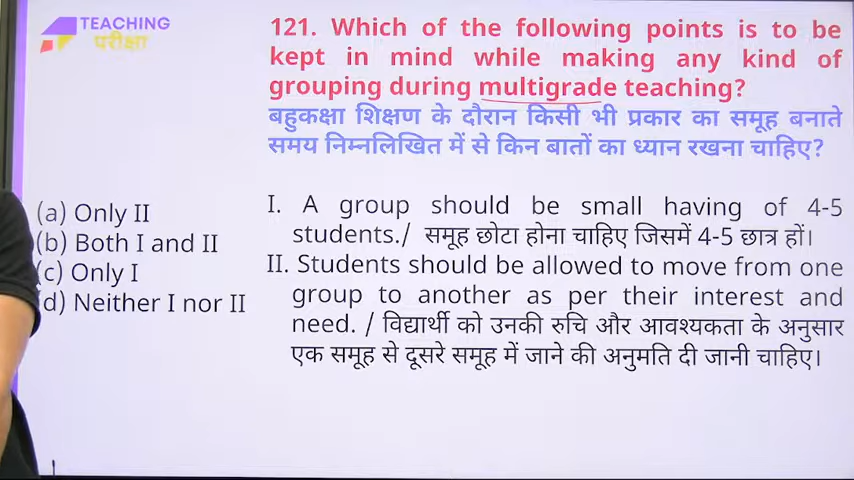 TEACHING
परीक्षा
121. Which of the following points is to be
kept in mind while making any kind of
grouping during multigrade teaching?
बहुकक्षा शिक्षण के दौरान किसी भी प्रकार का समूह बनाते
समय निम्नलिखित में से किन बातों का ध्यान रखना चाहिए?
(a) Only II
(b) Both I and II
(c) Only I
d) Neither I nor II
I. A group should be small having of 4-5
students./ समूह छोटा होना चाहिए जिसमें 4-5 छात्र हों।
II. Students should be allowed to move from one
group to another as per their interest and
need. / विद्यार्थी को उनकी रुचि और आवश्यकता के अनुसार
एक समूह से दूसरे समूह में जाने की अनुमति दी जानी चाहिए।